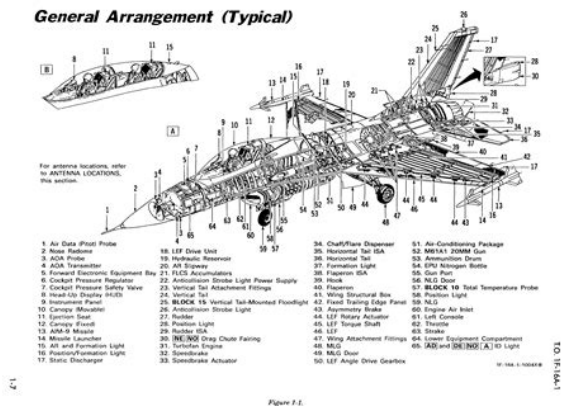 General Arrangement (Typical)
B
A
For antenna locations, refer
to ANTENNA LOCATIONS,
this section.
1. Air Data (Pitot) Probe
2. Nose Radome
3. AOA Probe
4. AOA Transmitter
5. Forward Electronic Equipment Bay
6. Cockpit Pressure Regulator
7. Cockpit Pressure Safety Valve
8. Head-Up Display (HUD)
9. Instrument Panel
10. Canopy (Movable)
11. Ejection Seat
12. Canopy (Fixed)
13. AIM-9 Missile
14. Missile Launcher
15. AR and Formation Light
16. Position/Formation Light
17. Static Discharger
18. LEF Drive Unit
19. Hydraulic Reservoir
20. AR Slipway
21. FLCS Accumulators
22. Anticollision Strobe Light Power Supply
23. Vertical Tail Attachment Fittings
24. Vertical Tail
25. BLOCK 15 Vertical Tail-Mounted Floodlight
26. Anticollision Strobe Light
27. Rudder
28. Position Light
29. Rudder ISA
30. NE NO Drag Chute Fairing
31. Turbofan Engine
32. Speedbrake
33. Speedbrake Actuator
34. Chaff/Flare Dispenser
35. Horizontal Tail ISA
36. Horizontal Tail
37. Formation Light
38. Flaperon ISA
39. Hook
40. Flaperon
41. Wing Structural Box
42. Fixed Trailing Edge Panel
43. Asymmetry Brake
44. LEF Rotary Actuator
45. LEF Torque Shaft
46. LEF
47. Wing Attachment Fittings
48. MLG
49. MLG Door
50. LEF Angle Drive Gearbox
51. Air-Conditioning Package
52. M61A1 20MM Gun
53. Ammunition Drum
54. EPU Nitrogen Bottle
55. Gun Port
56. NLG Door
57. BLOCK 10 Total Temperature Probe
58. Position Light
59. NLG
60. Engine Air Inlet
61. Left Console
62. Throttle
63. Strake
64. Lower Equipment Compartment
65. AD and DE NO A ID Light
T.O. 1F-16A-1
1-7
Figure 1-1.